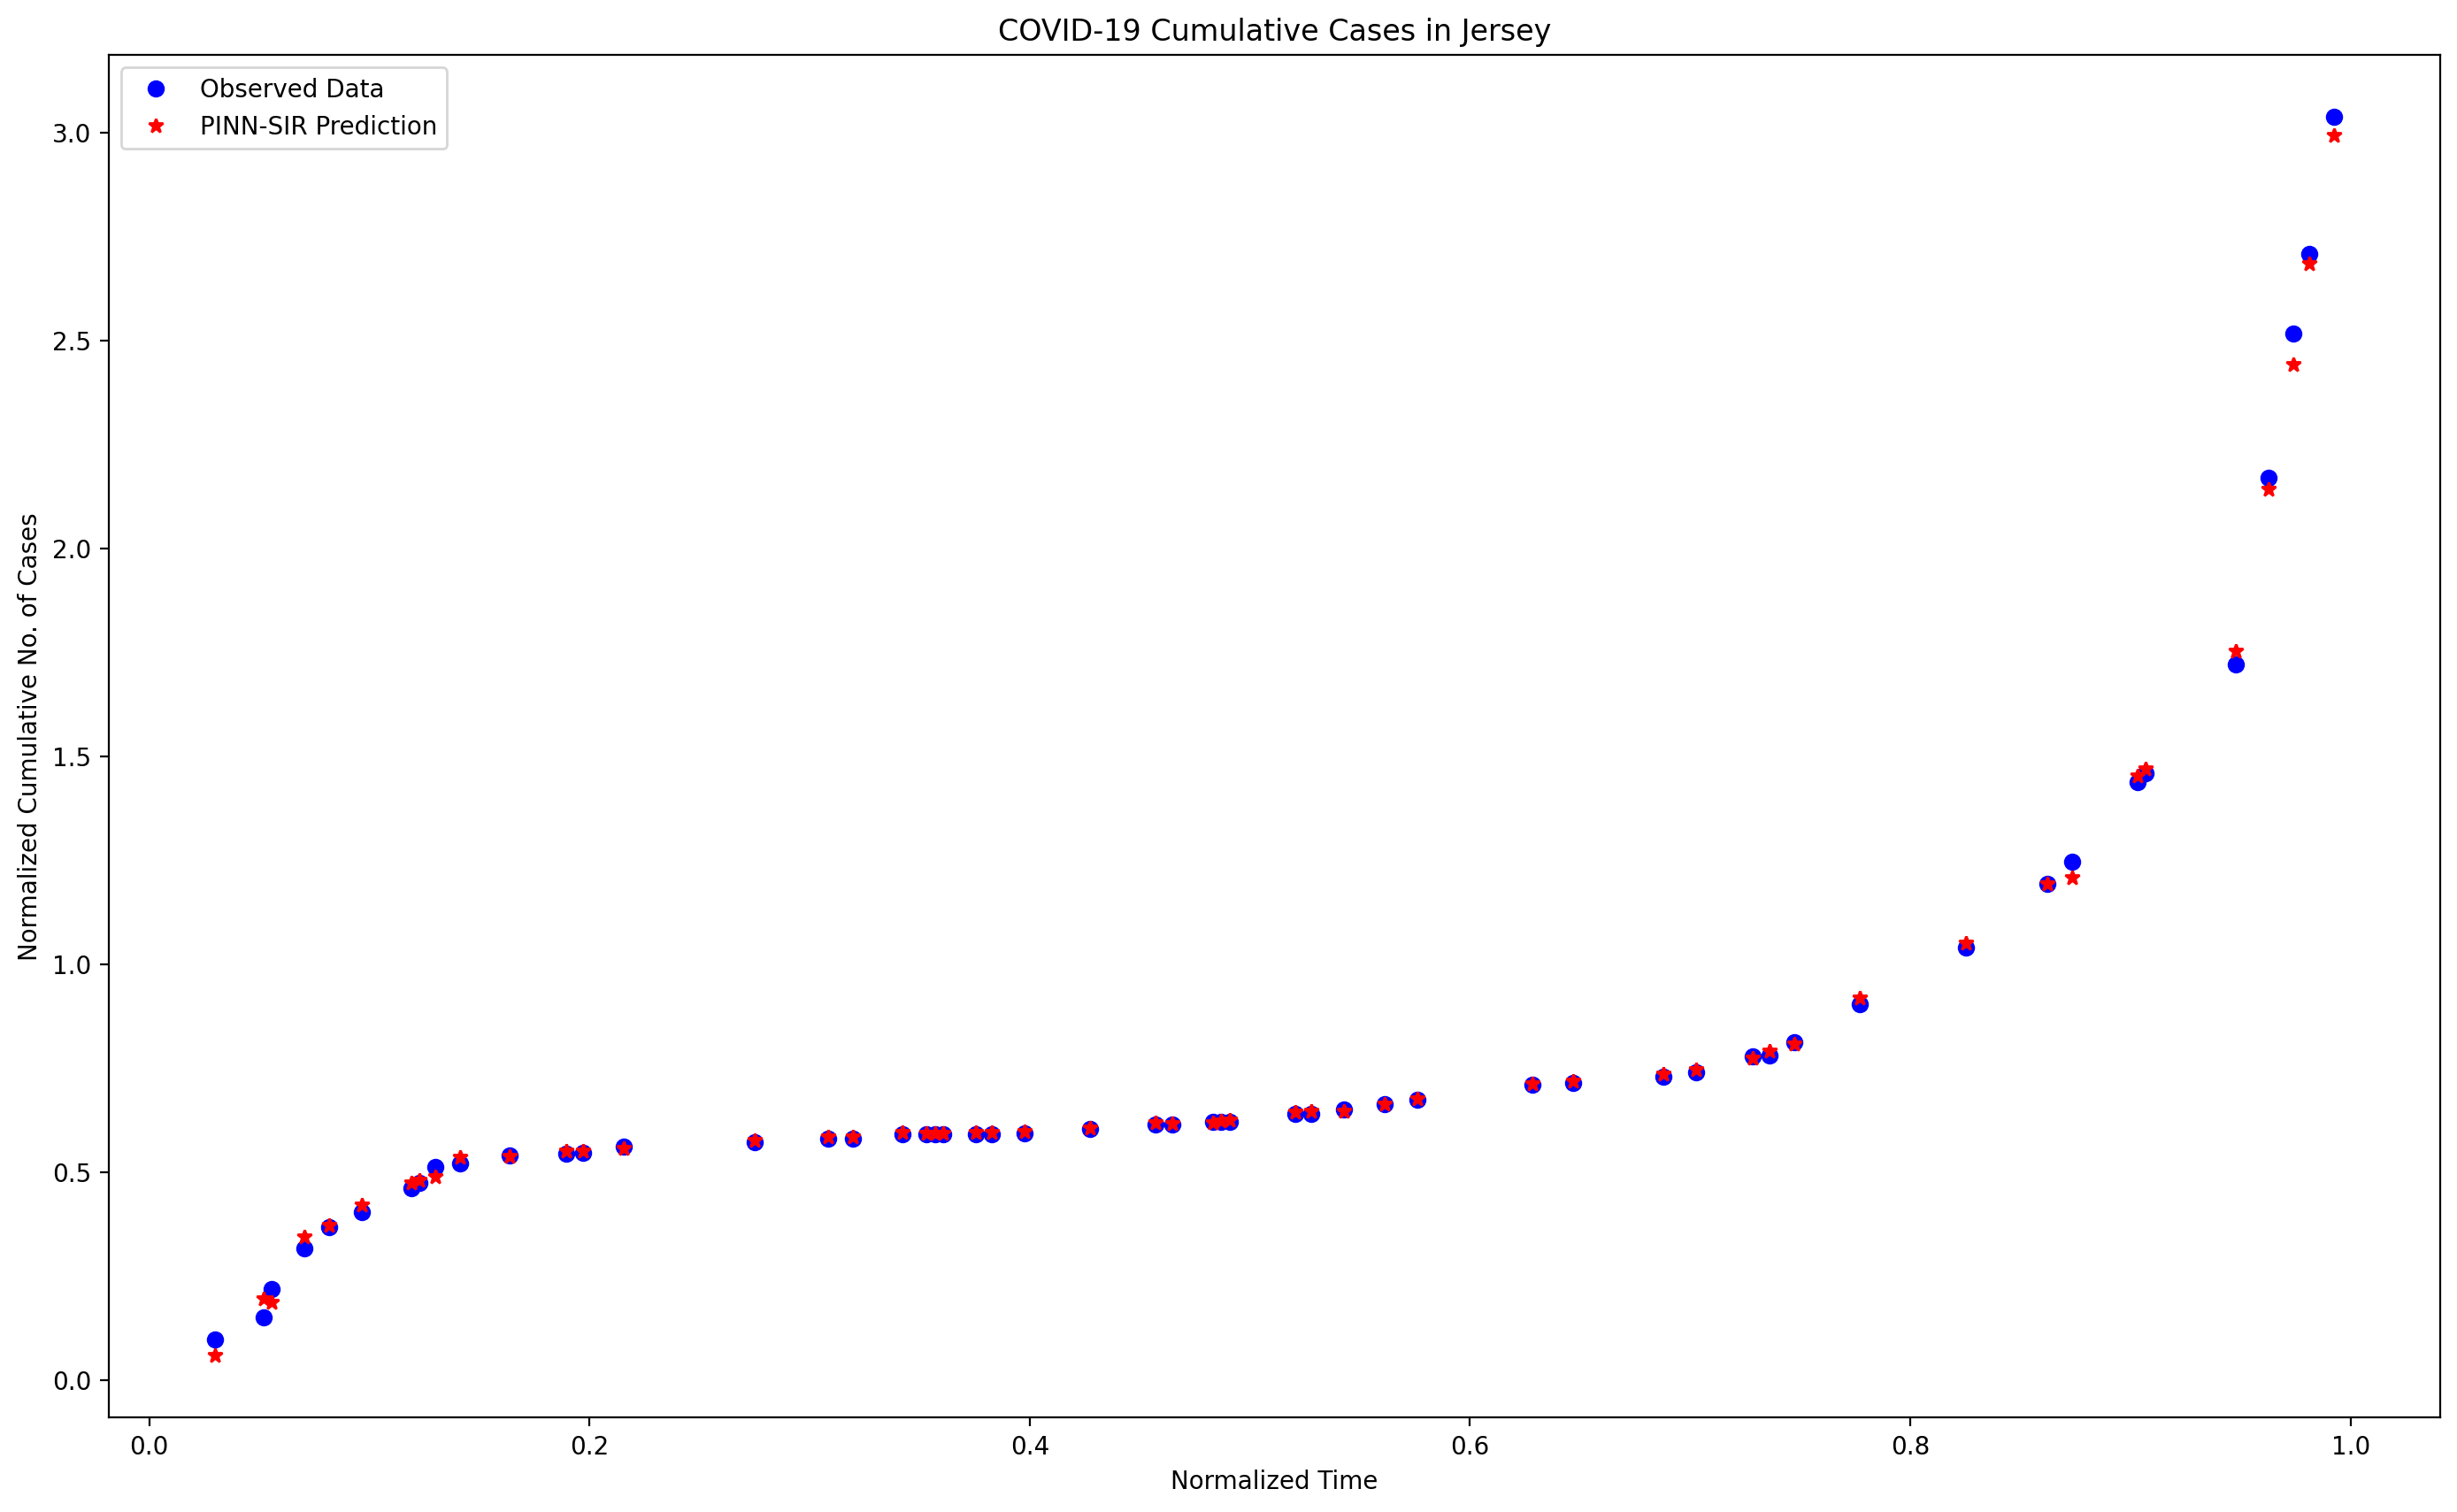 COVID-19 Cumulative Cases in Jersey
Observed Data
PINN-SIR Prediction
Normalized Cumulative No. of Cases
3.0
2.5
2.0
1.5
1.0
0.5
0.0
0.0 0.2 0.4 0.6 0.8 1.0
Normalized Time